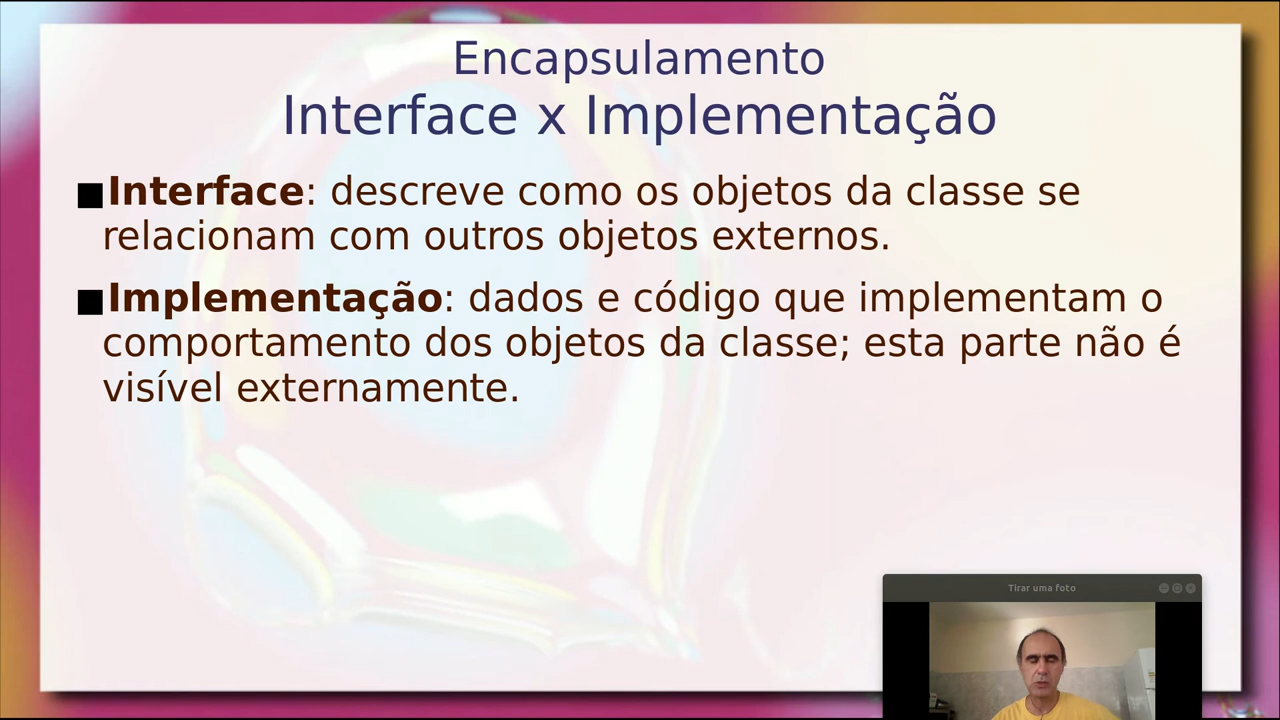 Encapsulamento
Interface x Implementação
■Interface: descreve como os objetos da classe se
relacionam com outros objetos externos.
■Implementação: dados e código que implementam o
comportamento dos objetos da classe; esta parte não é
visível externamente.
Tirar uma foto